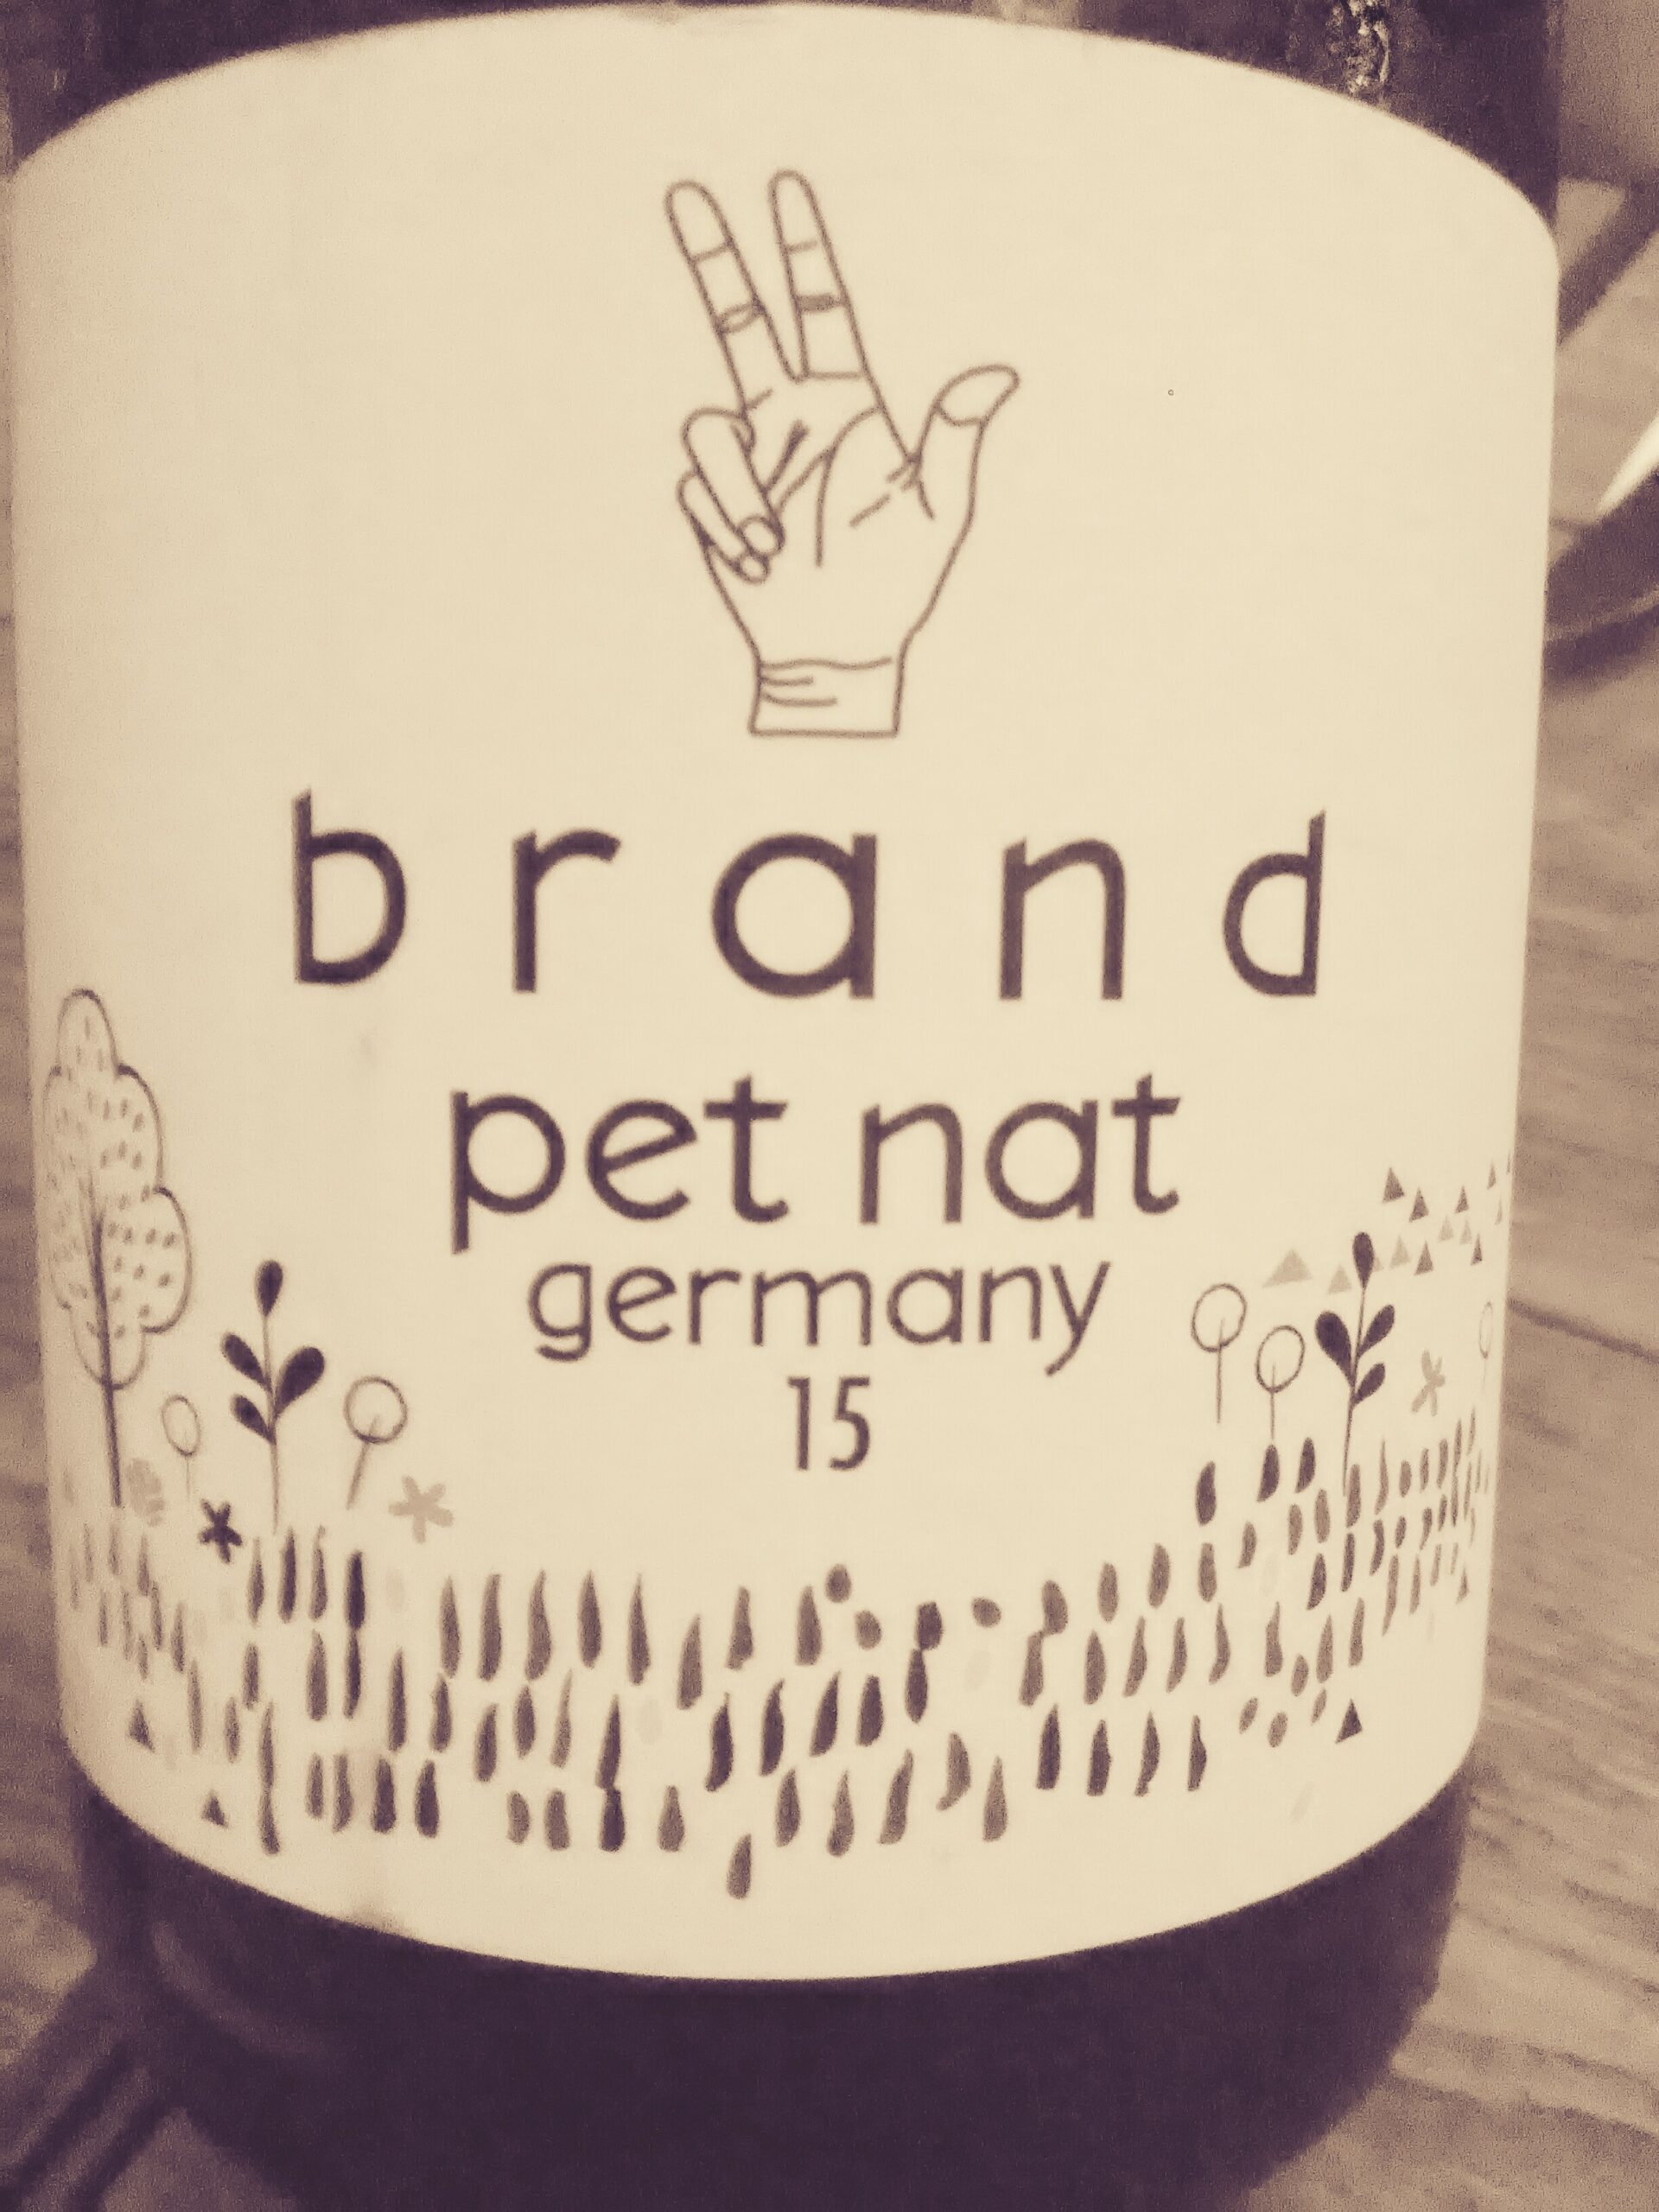 brand
pet nat
germany
15